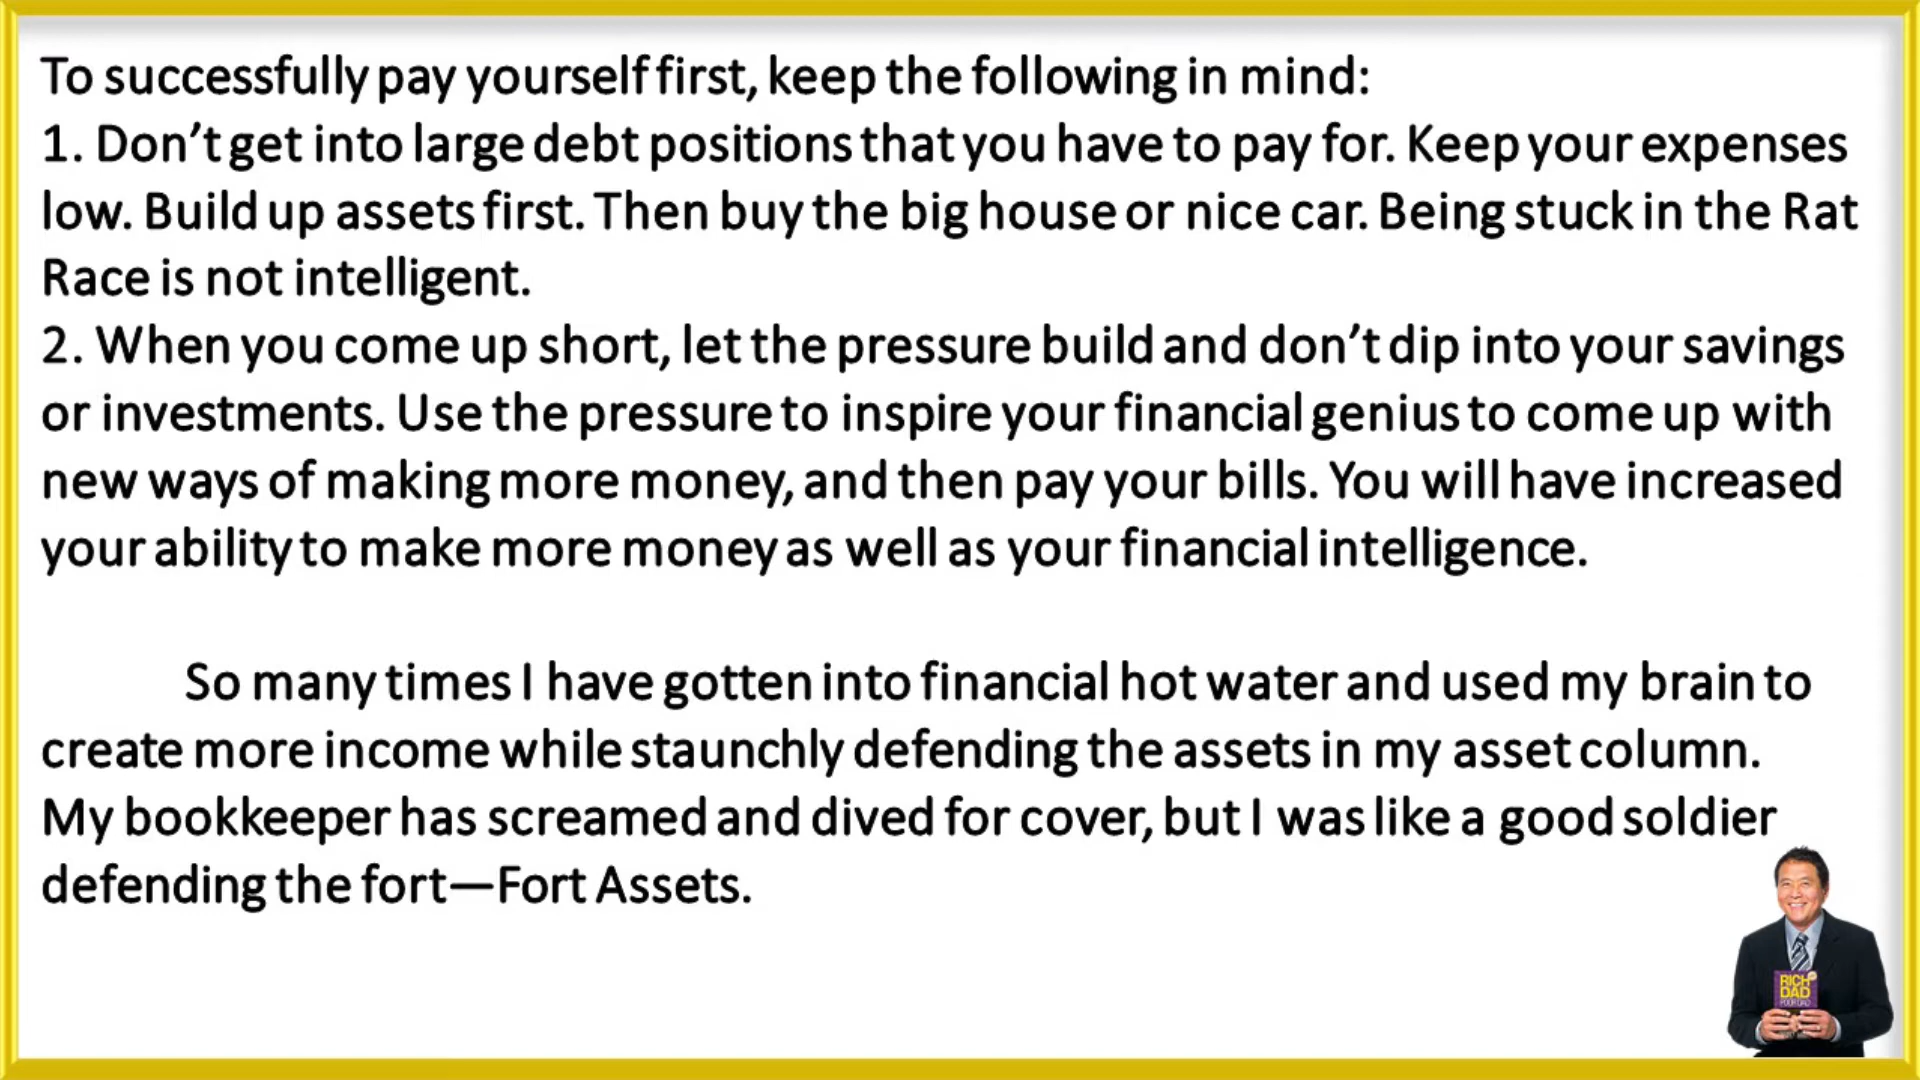 To successfully pay yourself first, keep the following in mind:
1. Don’t get into large debt positions that you have to pay for. Keep your expenses
low. Build up assets first. Then buy the big house or nice car. Being stuck in the Rat
Race is not intelligent.
2. When you come up short, let the pressure build and don’t dip into your savings
or investments. Use the pressure to inspire your financial genius to come up with
new ways of making more money, and then pay your bills. You will have increased
your ability to make more money as well as your financial intelligence.
So many times I have gotten into financial hot water and used my brain to
create more income while staunchly defending the assets in my asset column.
My bookkeeper has screamed and dived for cover, but I was like a good soldier
defending the fort—Fort Assets.
RICH
DAD
POOR DAD